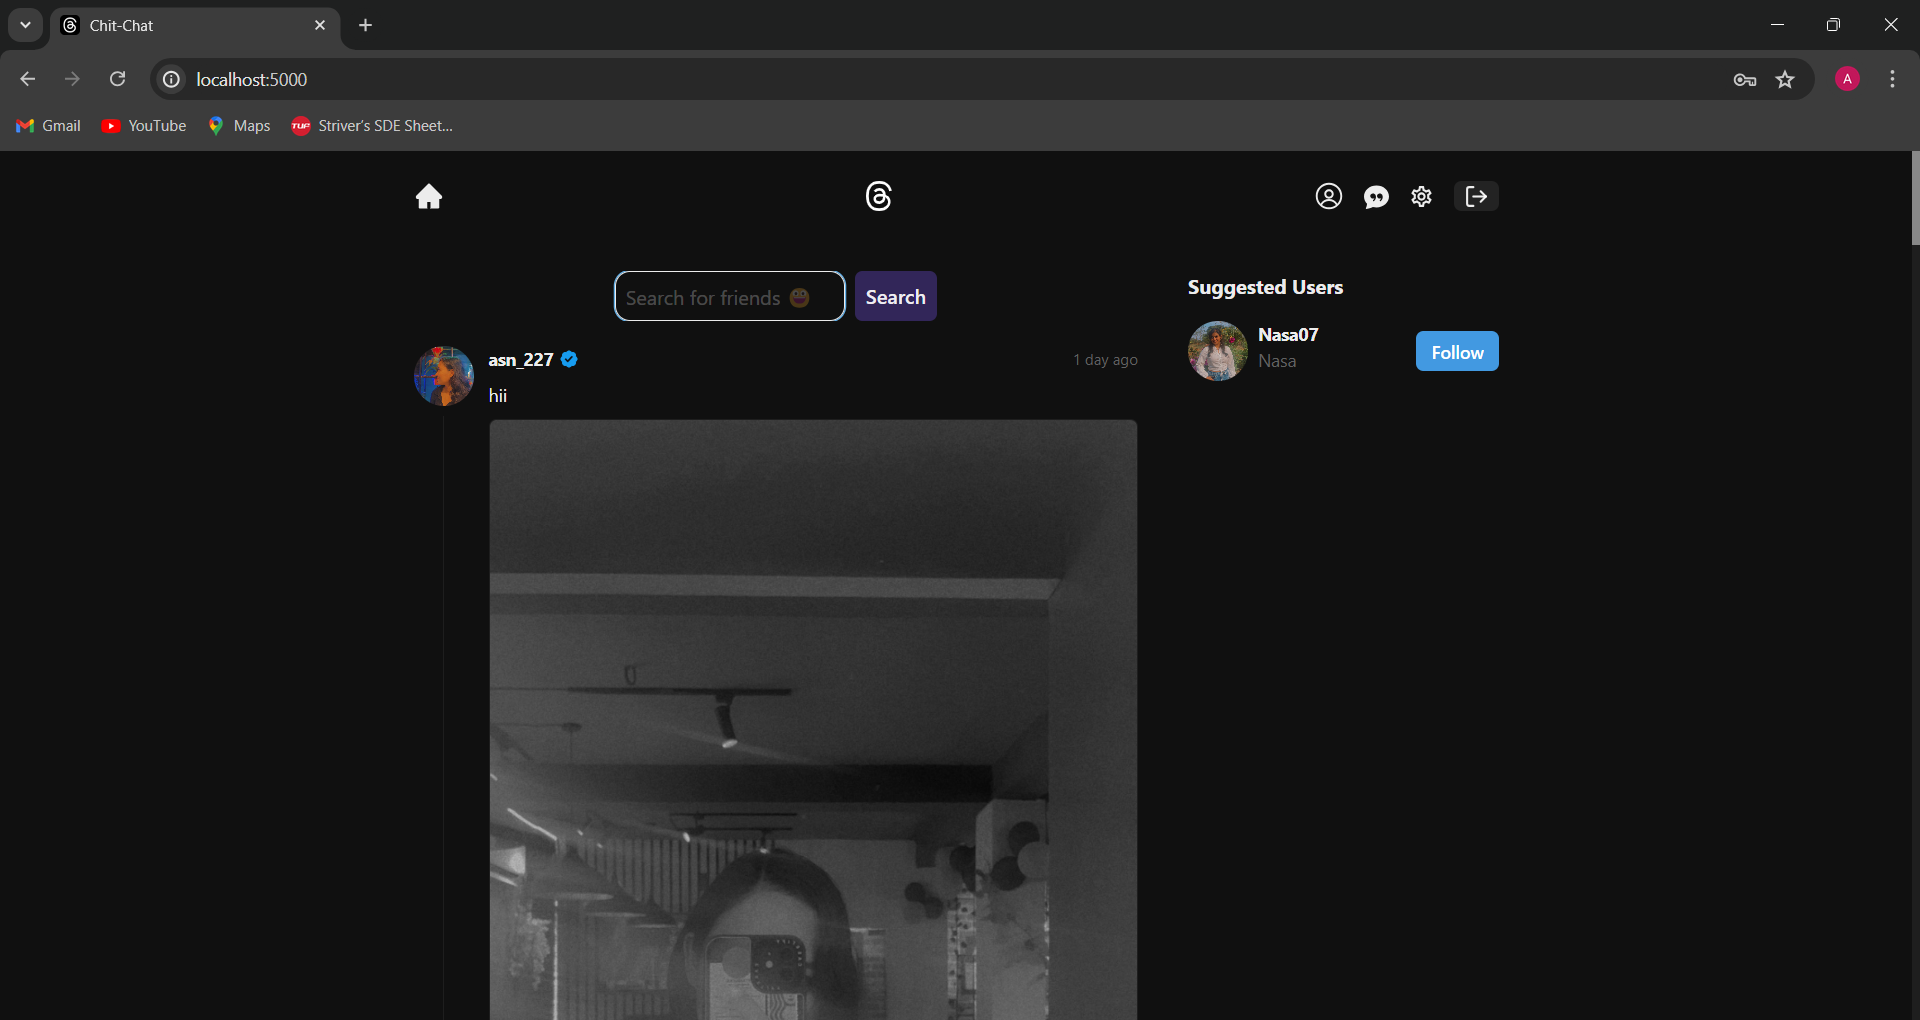 Chit-Chat
localhost:5000
A
Gmail
YouTube
Maps
TUF
Striver's SDE Sheet...
Search for friends 😀
Search
Suggested Users
Nasa07
Nasa
Follow
asn_227
1 day ago
hii